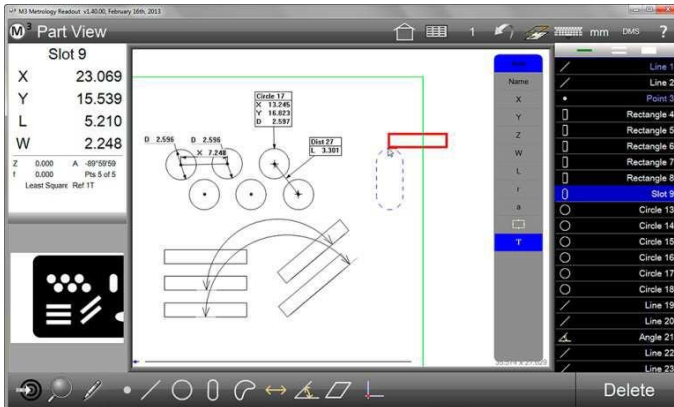 M3 Metrology Readout v1.40.00, February 16th, 2013
M3 Part View
1
mm
DMS
?
Slot 9
X 23.069
Y 15.539
L 5.210
W 2.248
Z 0.000 A -89°59'59
f 0.000 Pts 5 of 5
Least Square Ref 1T
Circle 17
X 13.245
Y 16.023
D 2.597
D 2.596 D 2.596
X 7.248
Dist 27
L 3.301
Name
X
Y
Z
W
L
r
a
T
Line 1
Line 2
Point 3
Rectangle 4
Rectangle 5
Rectangle 6
Rectangle 7
Rectangle 8
Slot 9
Circle 13
Circle 14
Circle 15
Circle 16
Circle 17
Circle 18
Line 19
Line 20
Angle 21
Line 22
Line 23
Delete